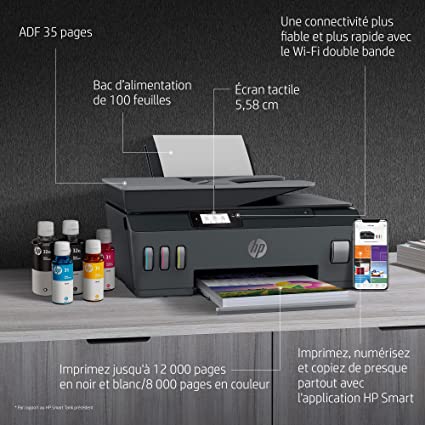 ADF 35 pages
Une connectivité plus
fiable et plus rapide avec
le Wi-Fi double bande
Bac d'alimentation
de 100 feuilles
Écran tactile
5,58 cm
hp
Imprimez jusqu'à 12 000 pages
en noir et blanc/8 000 pages en couleur
Imprimez, numérisez
et copiez de presque
partout avec
l'application HP Smart
* Par rapport au HP Smart Tank précédent